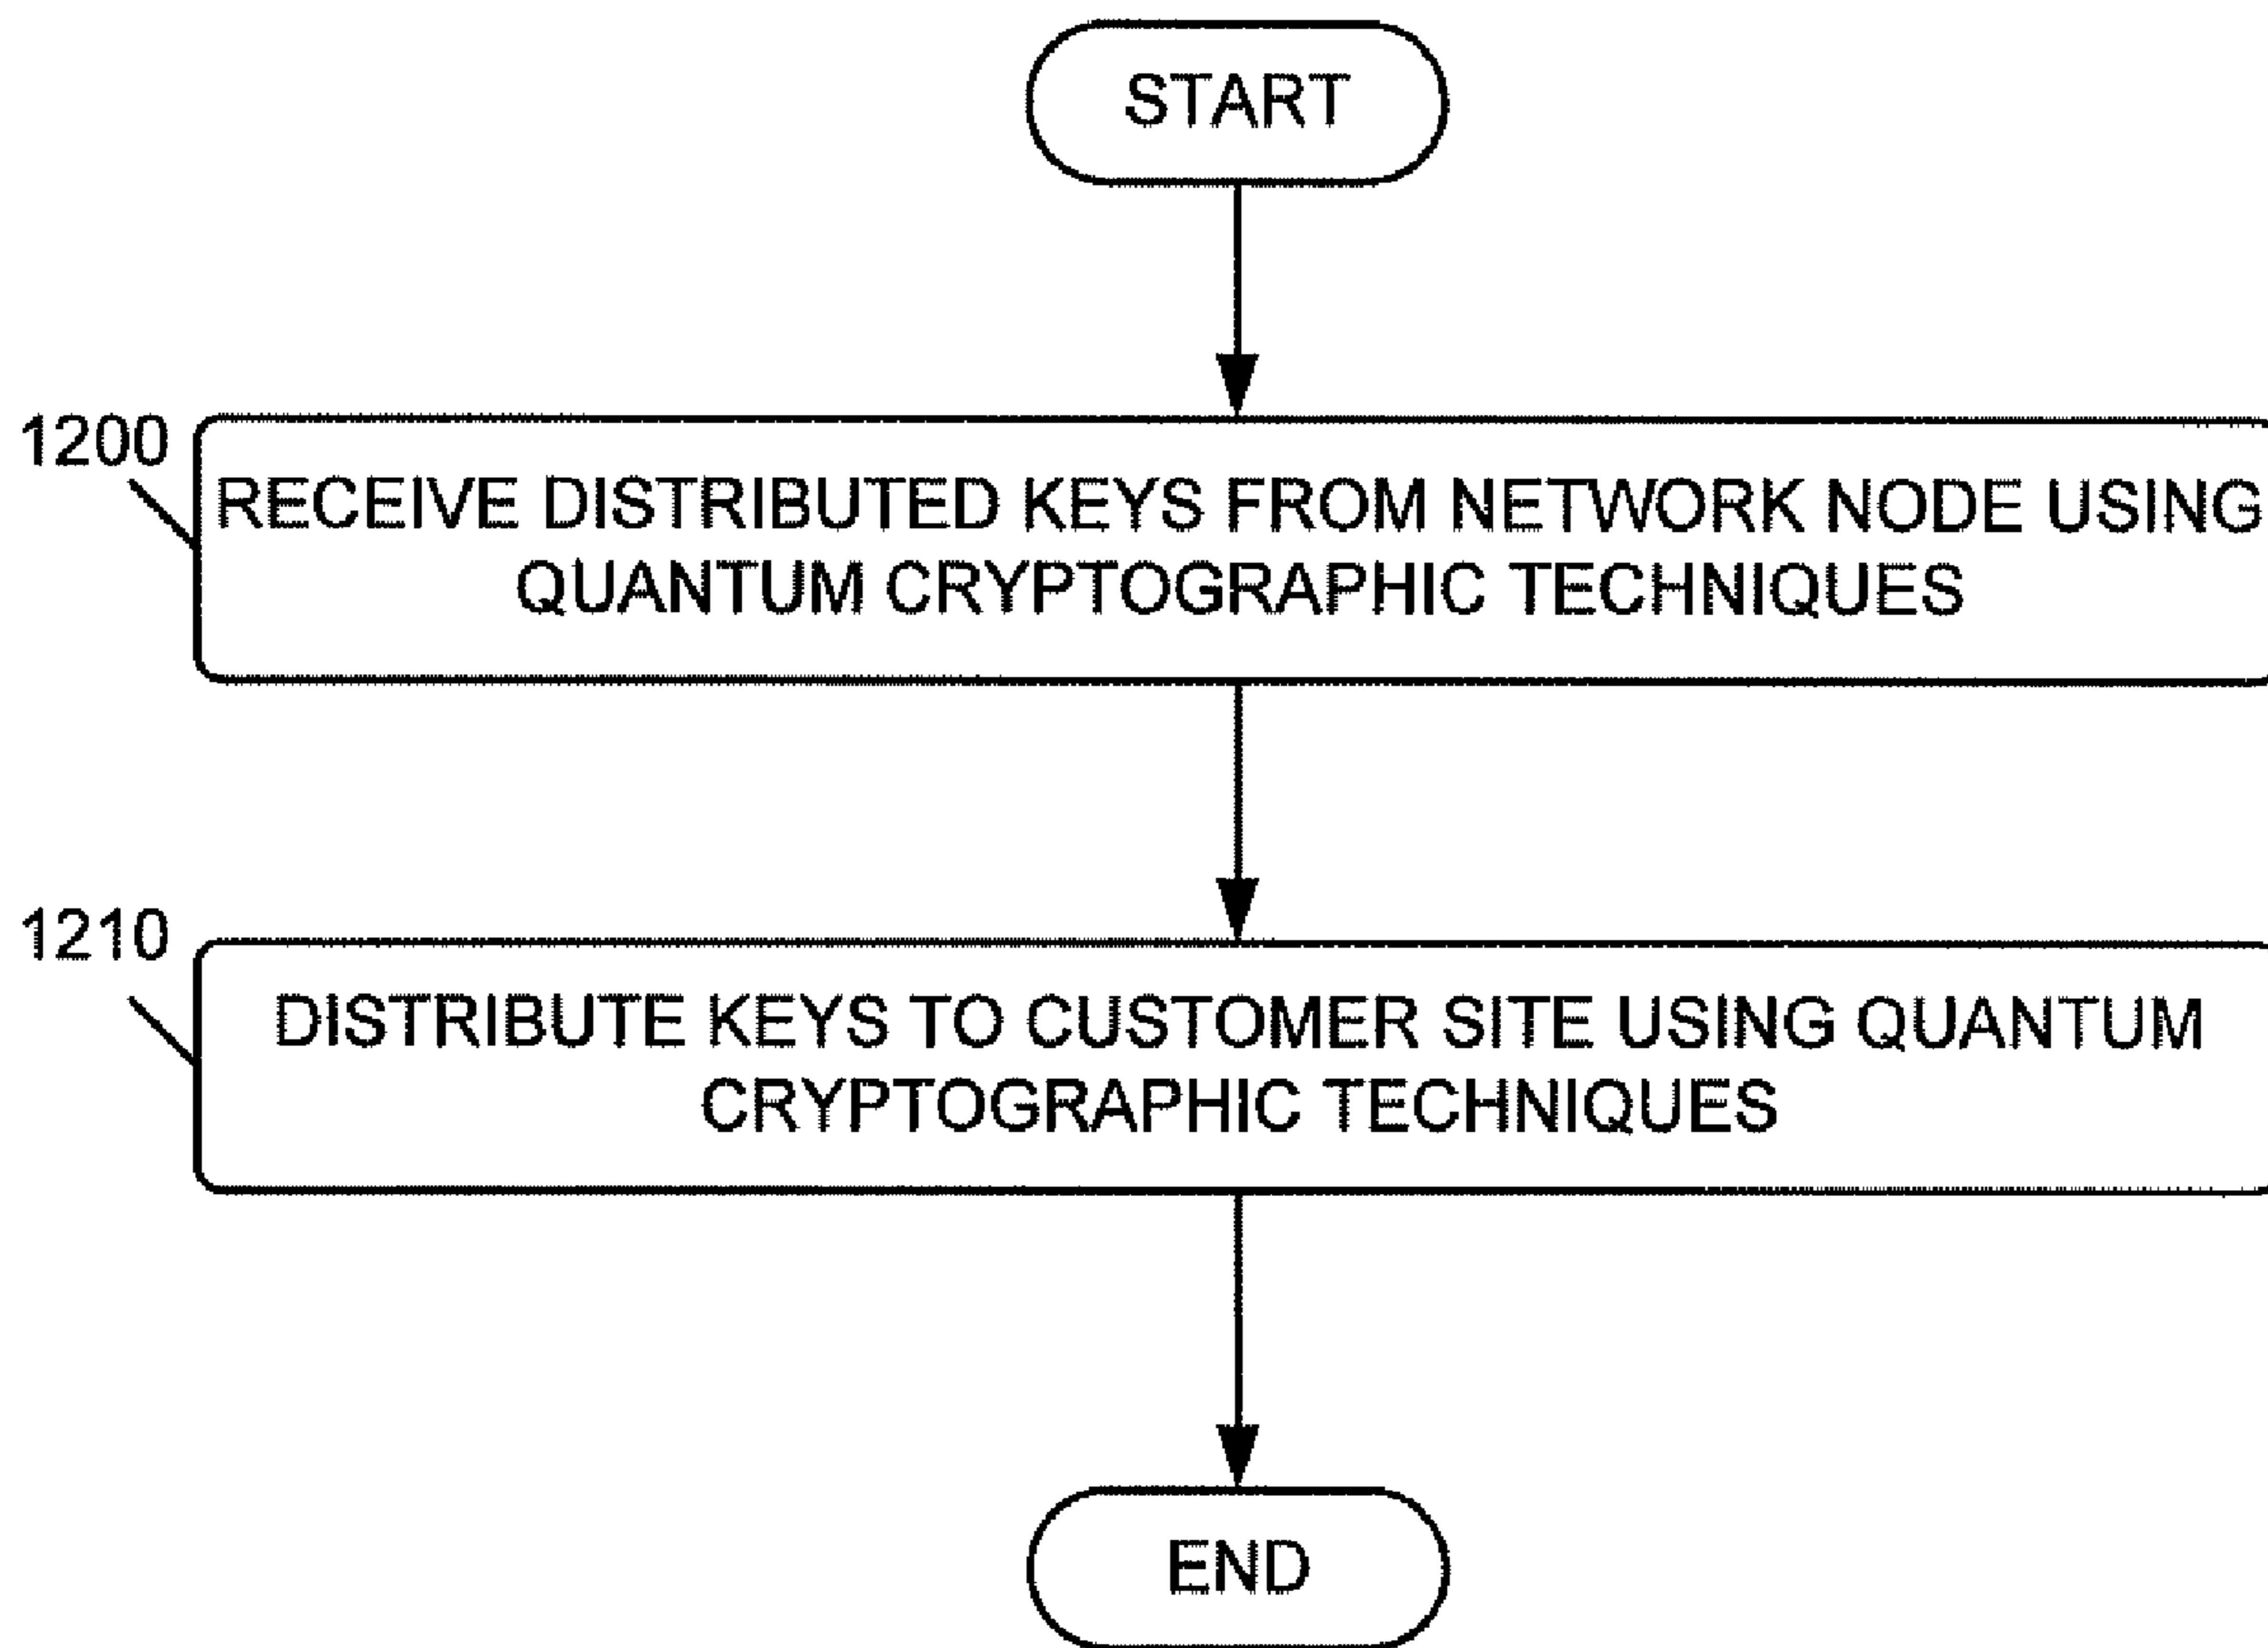 START
1200
RECEIVE DISTRIBUTED KEYS FROM NETWORK NODE USING
QUANTUM CRYPTOGRAPHIC TECHNIQUES
1210
DISTRIBUTE KEYS TO CUSTOMER SITE USING QUANTUM
CRYPTOGRAPHIC TECHNIQUES
END